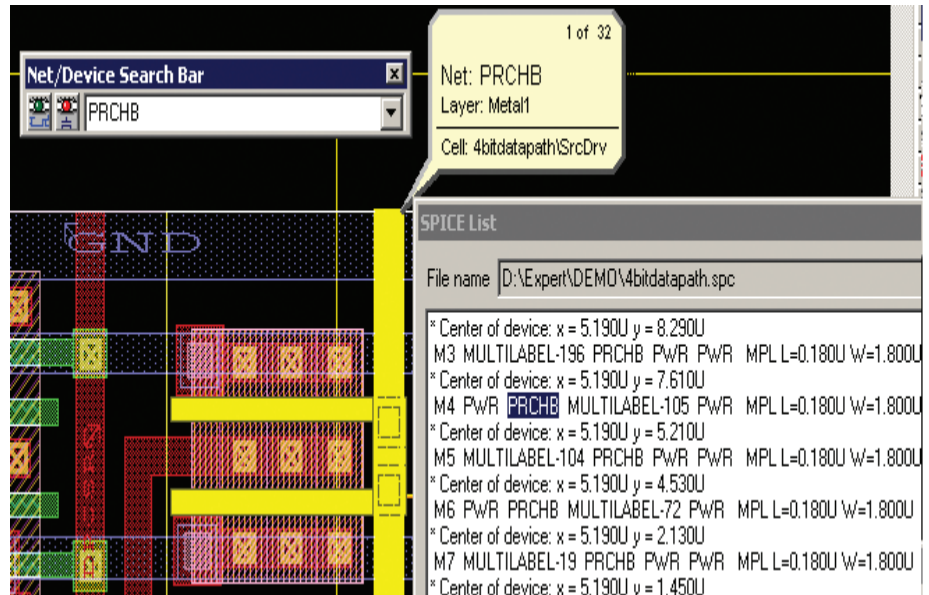 1 of 32
Net/Device Search Bar
Net: PRCHB
PRCHB
Layer: Metal1
Cell: 4bitdatapath\SrcDrv
SPICE List
GND
File name D:\Expert\DEMO\4bitdatapath.spc
* Center of device: x = 5.190U y = 8.290U
M3 MULTILABEL-196 PRCHB PWR PWR MPL L=0.180U W=1.800U
* Center of device: x = 5.190U y = 7.610U
M4 PWR PRCHB MULTILABEL-105 PWR MPL L=0.180U W=1.800U
* Center of device: x = 5.190U y = 5.210U
M5 MULTILABEL-104 PRCHB PWR PWR MPL L=0.180U W=1.800U
* Center of device: x = 5.190U y = 4.530U
M6 PWR PRCHB MULTILABEL-72 PWR MPL L=0.180U W=1.800U
* Center of device: x = 5.190U y = 2.130U
M7 MULTILABEL-19 PRCHB PWR PWR MPL L=0.180U W=1.800U
* Center of device: x = 5.190U y = 1.450U